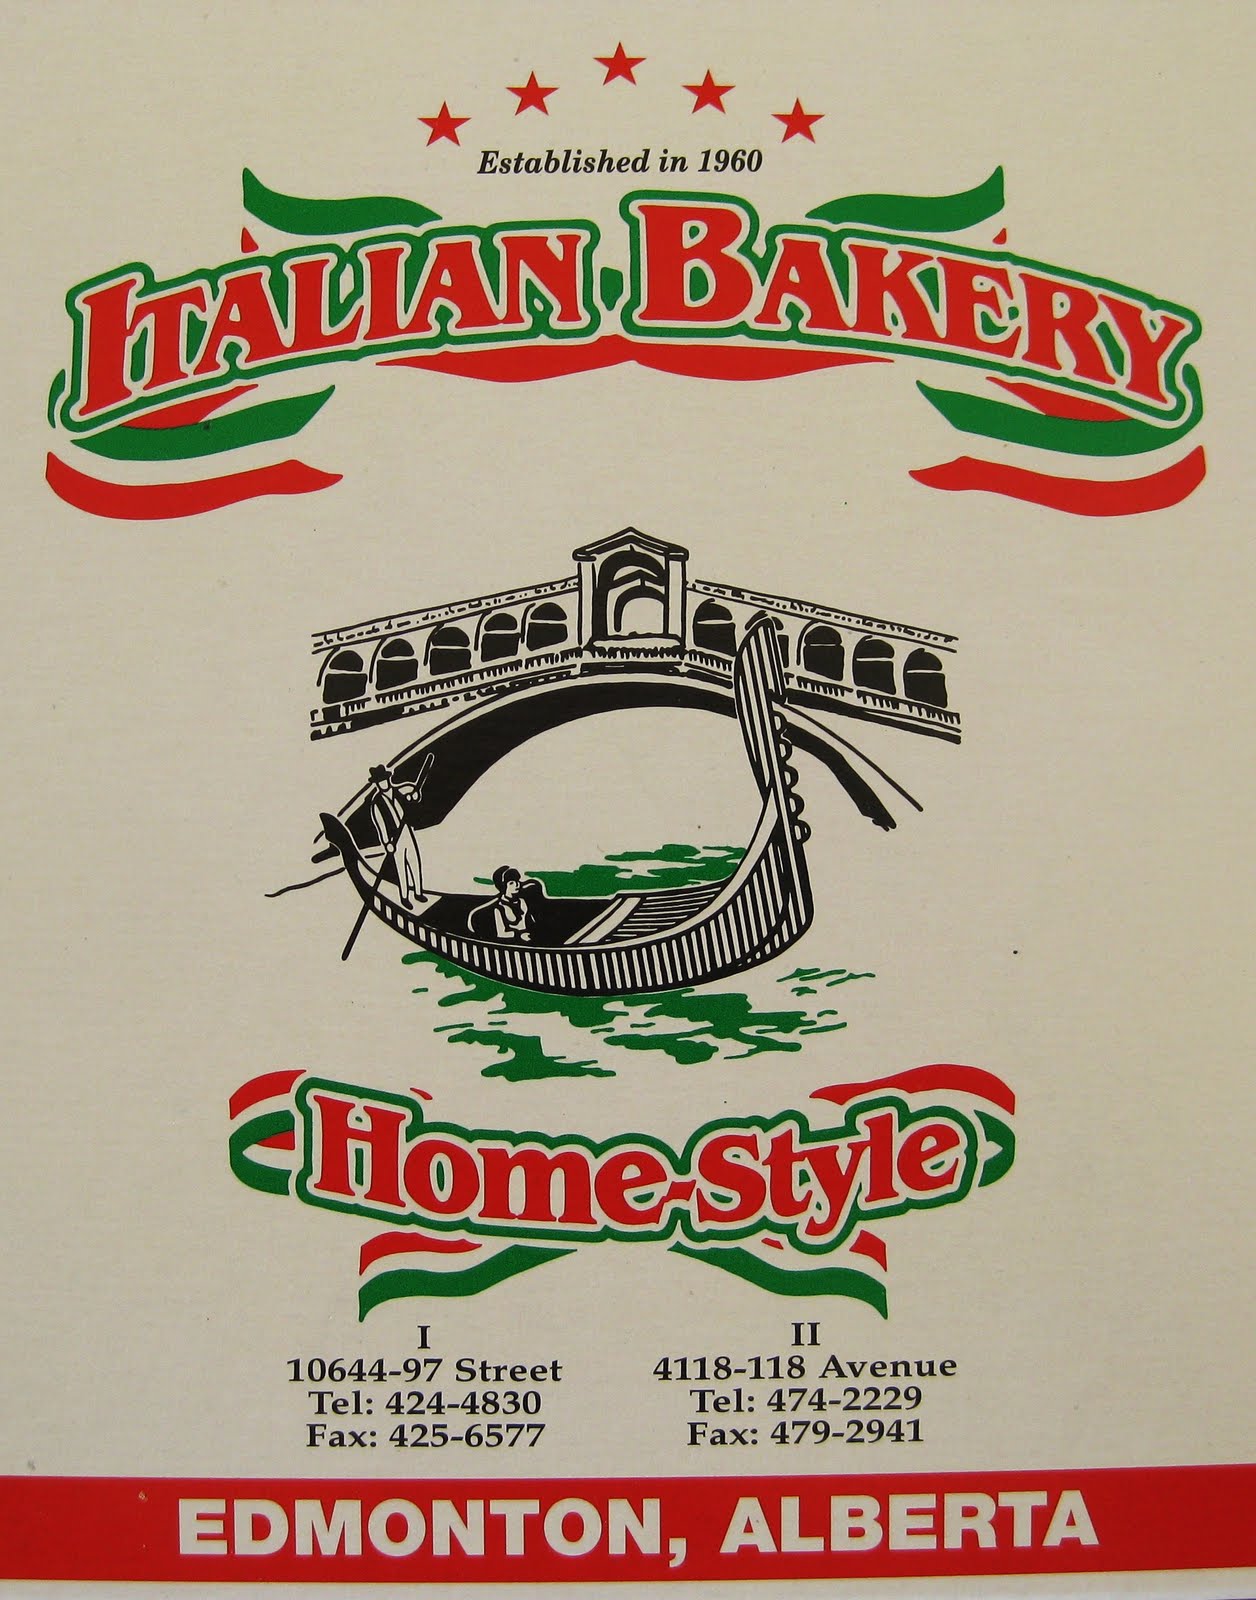 Established in 1960
ITALIAN BAKERY
Home-Style
I
10644-97 Street
Tel: 424-4830
Fax: 425-6577
II
4118-118 Avenue
Tel: 474-2229
Fax: 479-2941
EDMONTON, ALBERTA